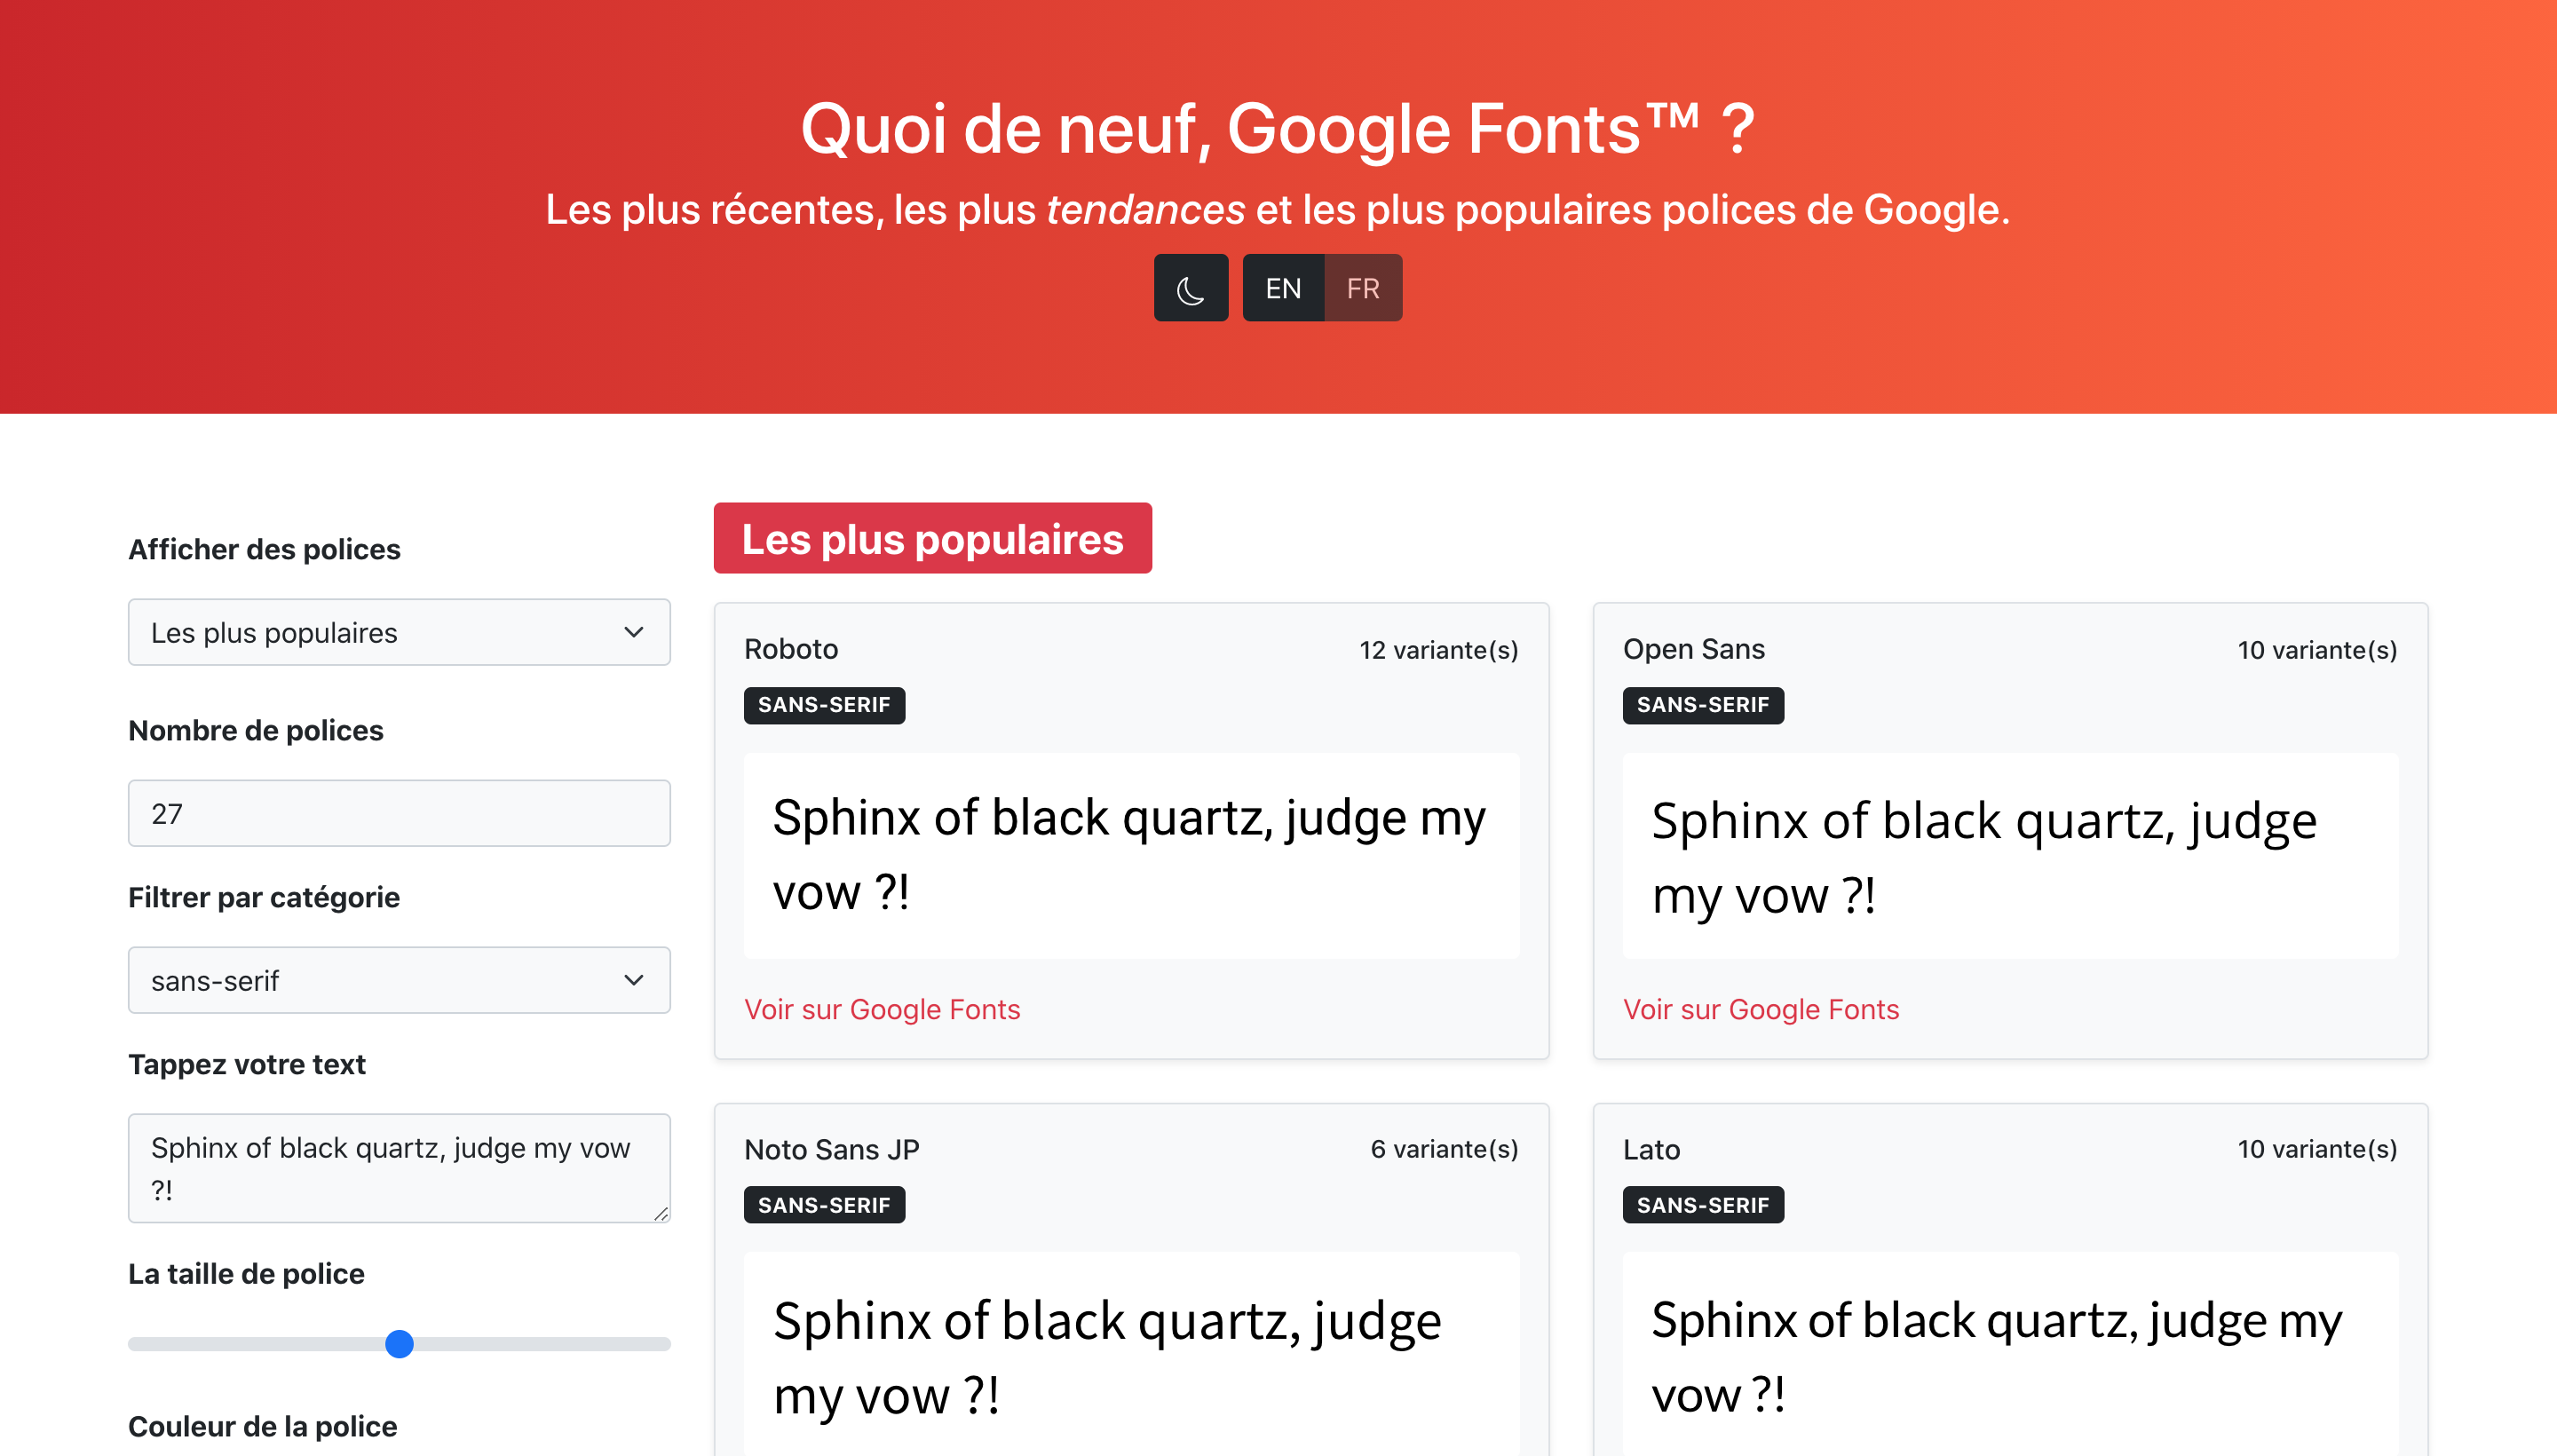 Quoi de neuf, Google Fonts™ ?
Les plus récentes, les plus tendances et les plus populaires polices de Google.
EN FR
Afficher des polices
Les plus populaires
Nombre de polices
27
Filtrer par catégorie
sans-serif
Tappez votre text
Sphinx of black quartz, judge my vow
?!
La taille de police
Couleur de la police
Les plus populaires
Roboto
12 variante(s)
SANS-SERIF
Sphinx of black quartz, judge my
vow ?!
Voir sur Google Fonts
Open Sans
10 variante(s)
SANS-SERIF
Sphinx of black quartz, judge
my vow ?!
Voir sur Google Fonts
Noto Sans JP
6 variante(s)
SANS-SERIF
Sphinx of black quartz, judge
my vow ?!
Lato
10 variante(s)
SANS-SERIF
Sphinx of black quartz, judge my
vow ?!